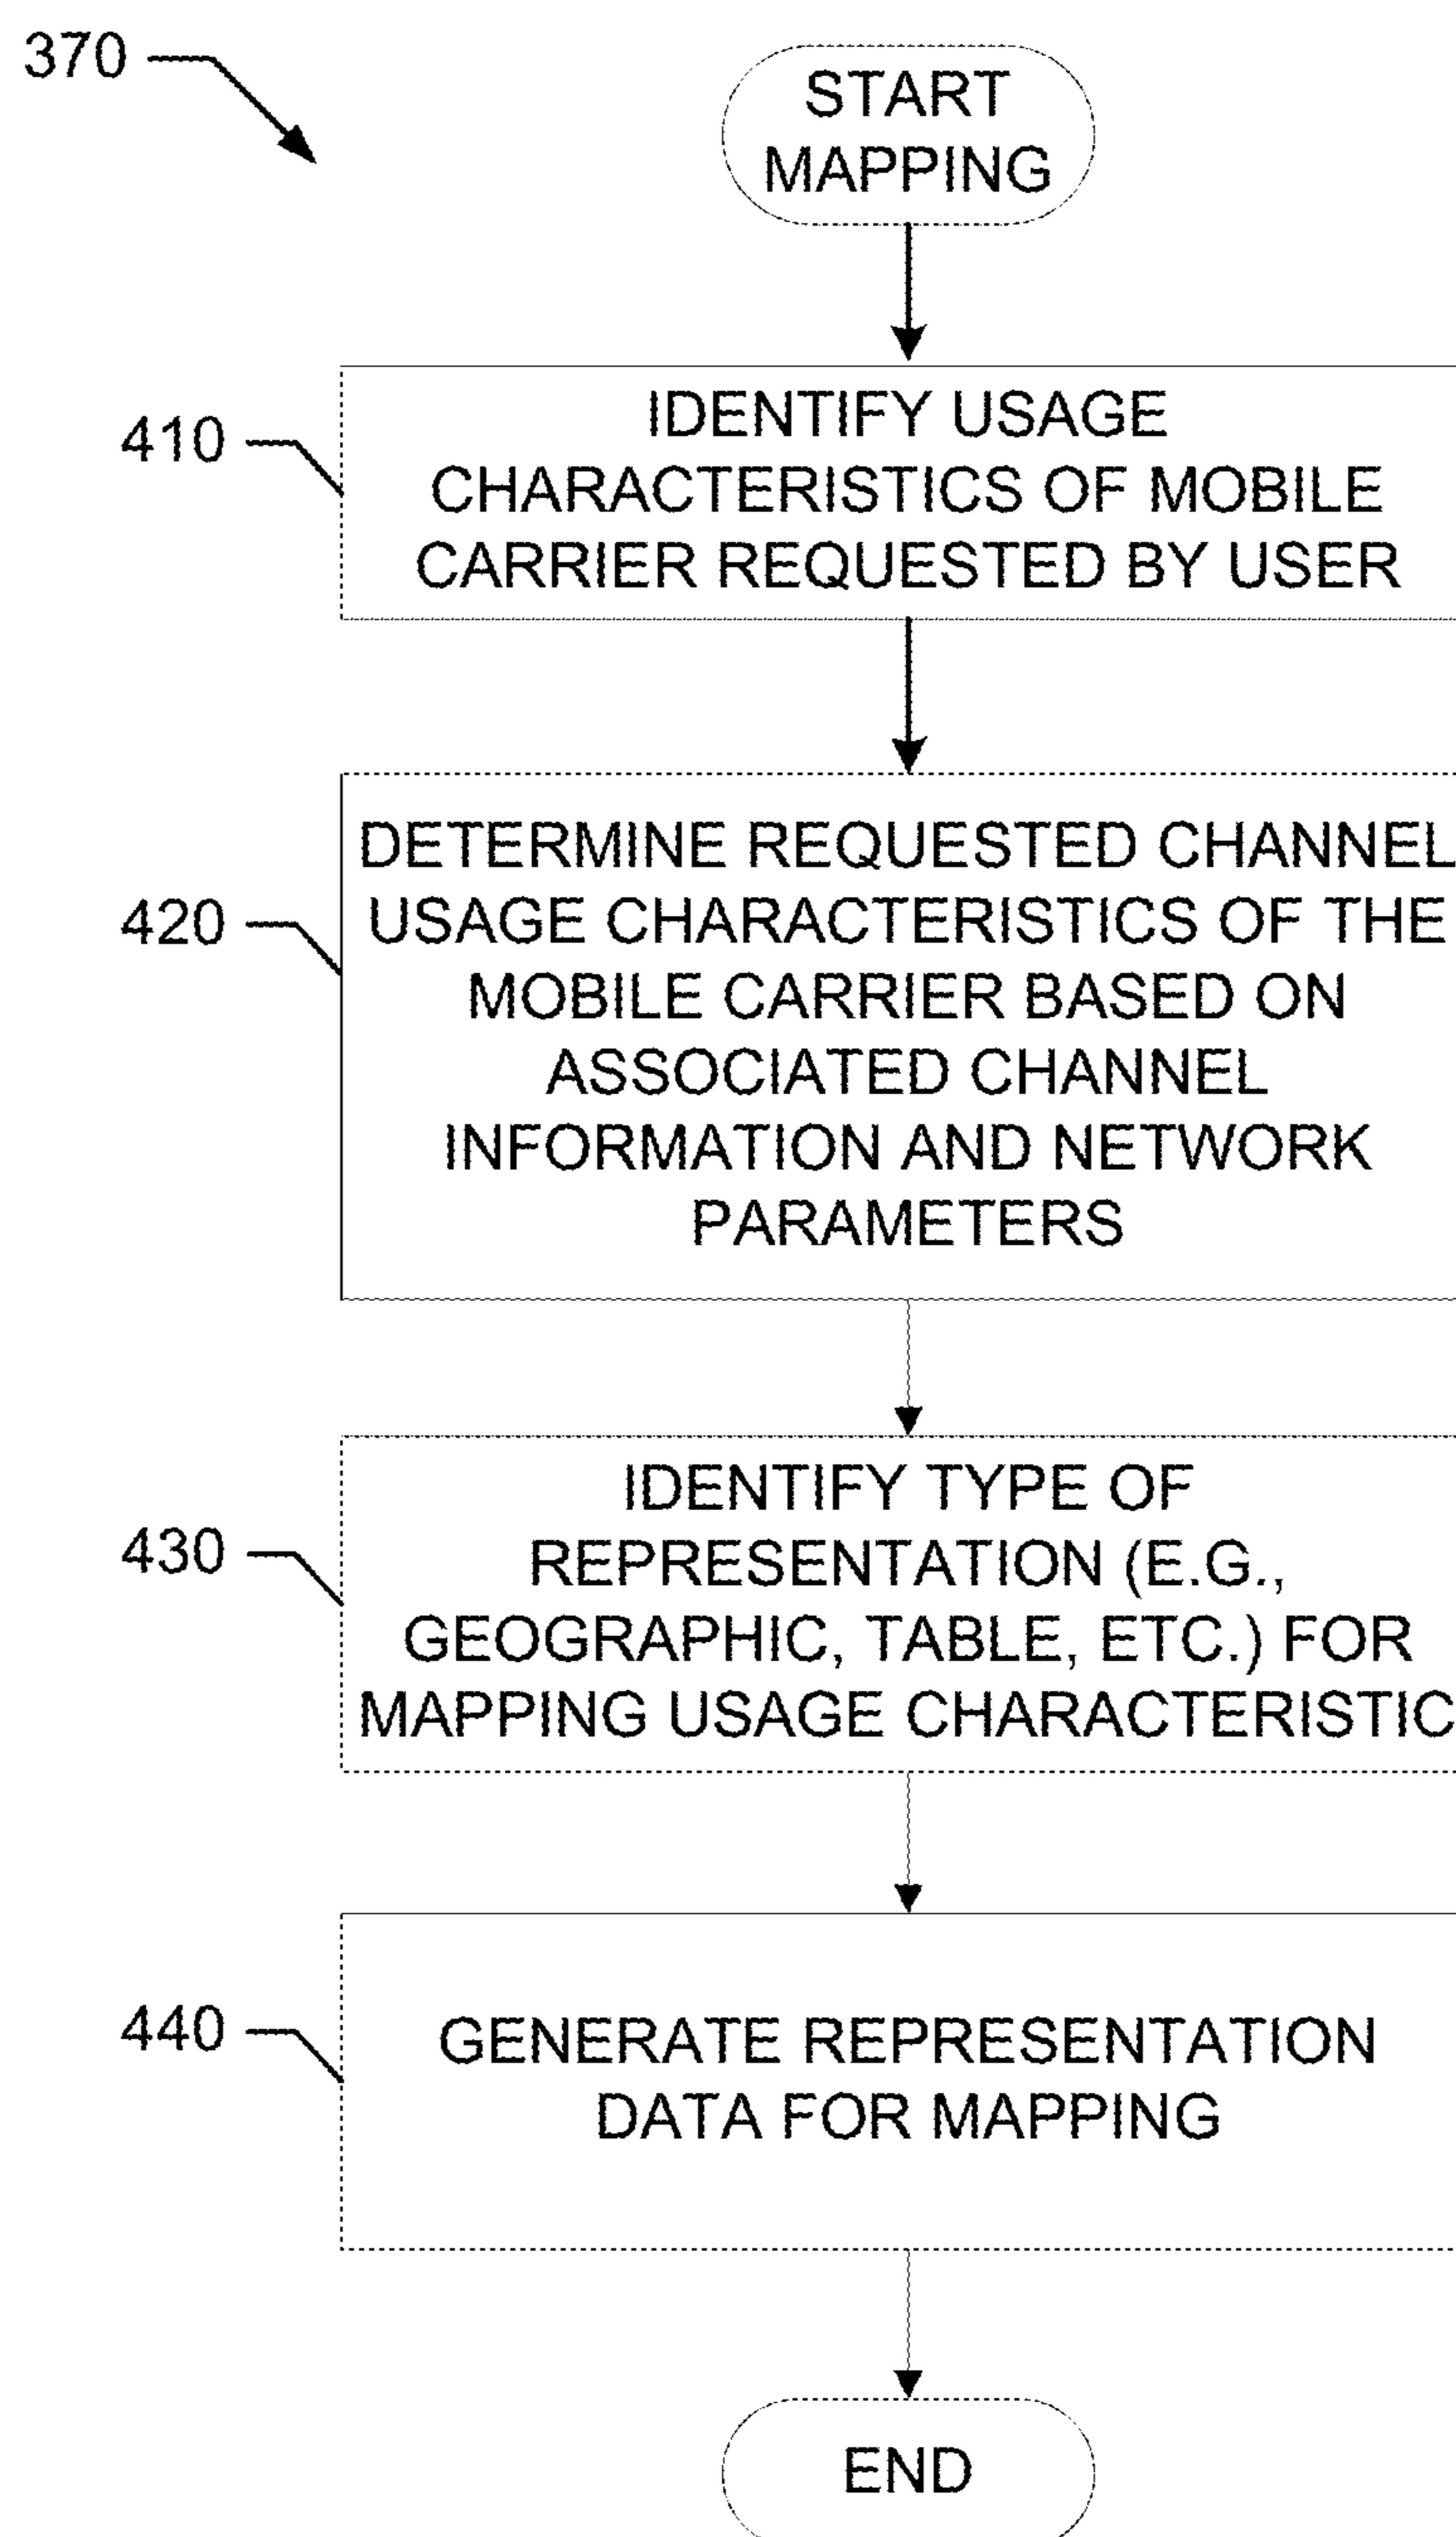 370
START
MAPPING
410
IDENTIFY USAGE
CHARACTERISTICS OF MOBILE
CARRIER REQUESTED BY USER
420
DETERMINE REQUESTED CHANNEL
USAGE CHARACTERISTICS OF THE
MOBILE CARRIER BASED ON
ASSOCIATED CHANNEL
INFORMATION AND NETWORK
PARAMETERS
430
IDENTIFY TYPE OF
REPRESENTATION (E.G.,
GEOGRAPHIC, TABLE, ETC.) FOR
MAPPING USAGE CHARACTERISTIC
440
GENERATE REPRESENTATION
DATA FOR MAPPING
END